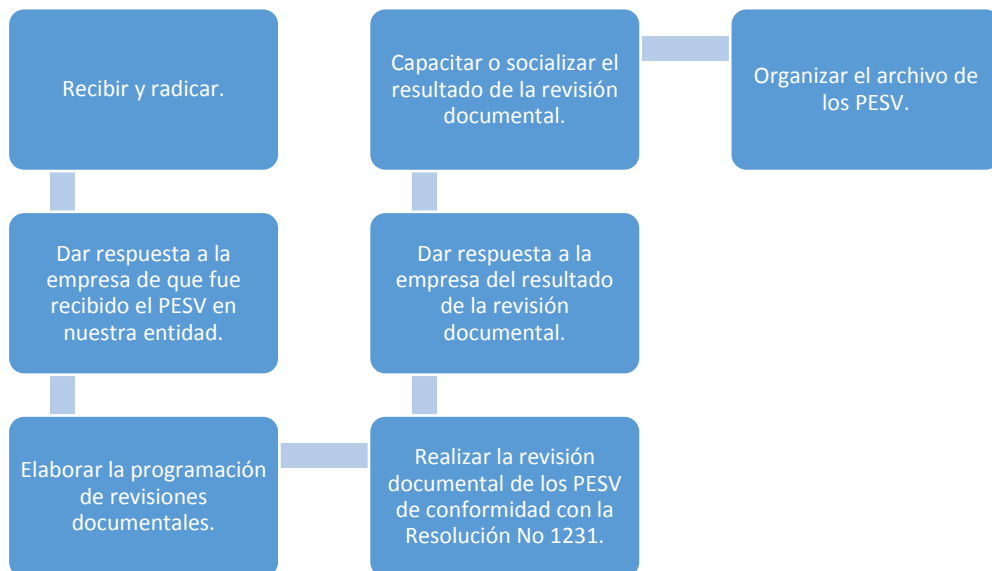 Recibir y radicar.
Dar respuesta a la
empresa de que fue
recibido el PESV en
nuestra entidad.
Elaborar la programación
de revisiones
documentales.
Realizar la revisión
documental de los PESV
de conformidad con la
Resolución No 1231.
Dar respuesta a la
empresa del resultado
de la revisión
documental.
Capacitar o socializar el
resultado de la revisión
documental.
Organizar el archivo de
los PESV.